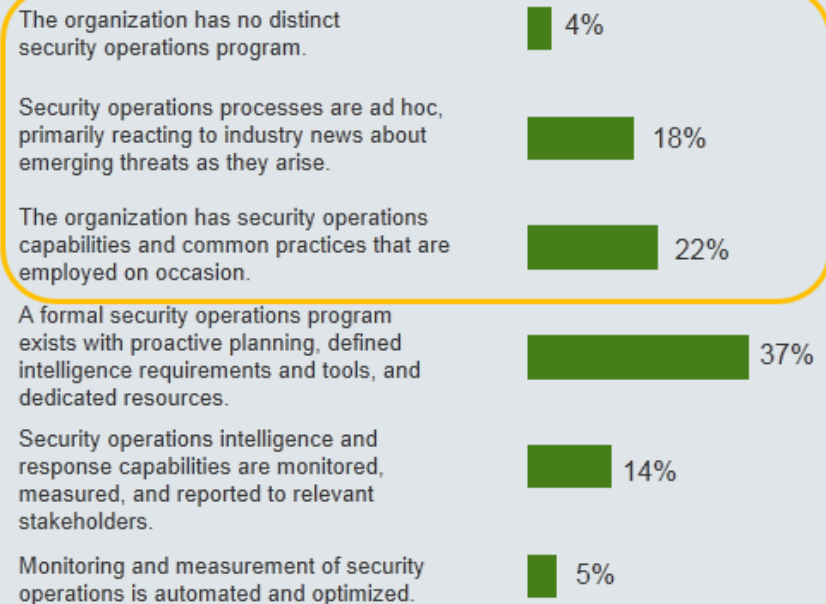 The organization has no distinct
security operations program.
4%
Security operations processes are ad hoc,
primarily reacting to industry news about
emerging threats as they arise.
18%
The organization has security operations
capabilities and common practices that are
employed on occasion.
22%
A formal security operations program
exists with proactive planning, defined
intelligence requirements and tools, and
dedicated resources.
37%
Security operations intelligence and
response capabilities are monitored,
measured, and reported to relevant
stakeholders.
14%
Monitoring and measurement of security
operations is automated and optimized.
5%